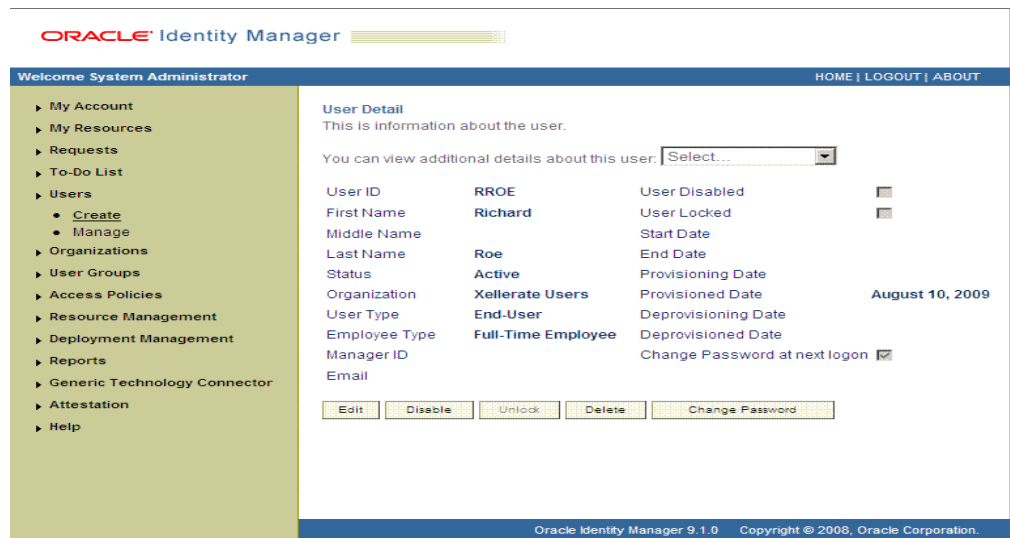 ORACLE Identity Manager
Welcome System Administrator
HOME | LOGOUT | ABOUT
My Account
My Resources
Requests
To-Do List
Users
Create
Manage
Organizations
User Groups
Access Policies
Resource Management
Deployment Management
Reports
Generic Technology Connector
Attestation
Help
User Detail
This is information about the user.
You can view additional details about this user: Select...
User ID RROE User Disabled
First Name Richard User Locked
Middle Name Start Date
Last Name Roe End Date
Status Active Provisioning Date
Organization Xellerate Users Provisioned Date August 10, 2009
User Type End-User Deprovisioning Date
Employee Type Full-Time Employee Deprovisioned Date
Manager ID Change Password at next logon
Email
Edit Disable Unlock Delete Change Password
Oracle Identity Manager 9.1.0 Copyright © 2008, Oracle Corporation.